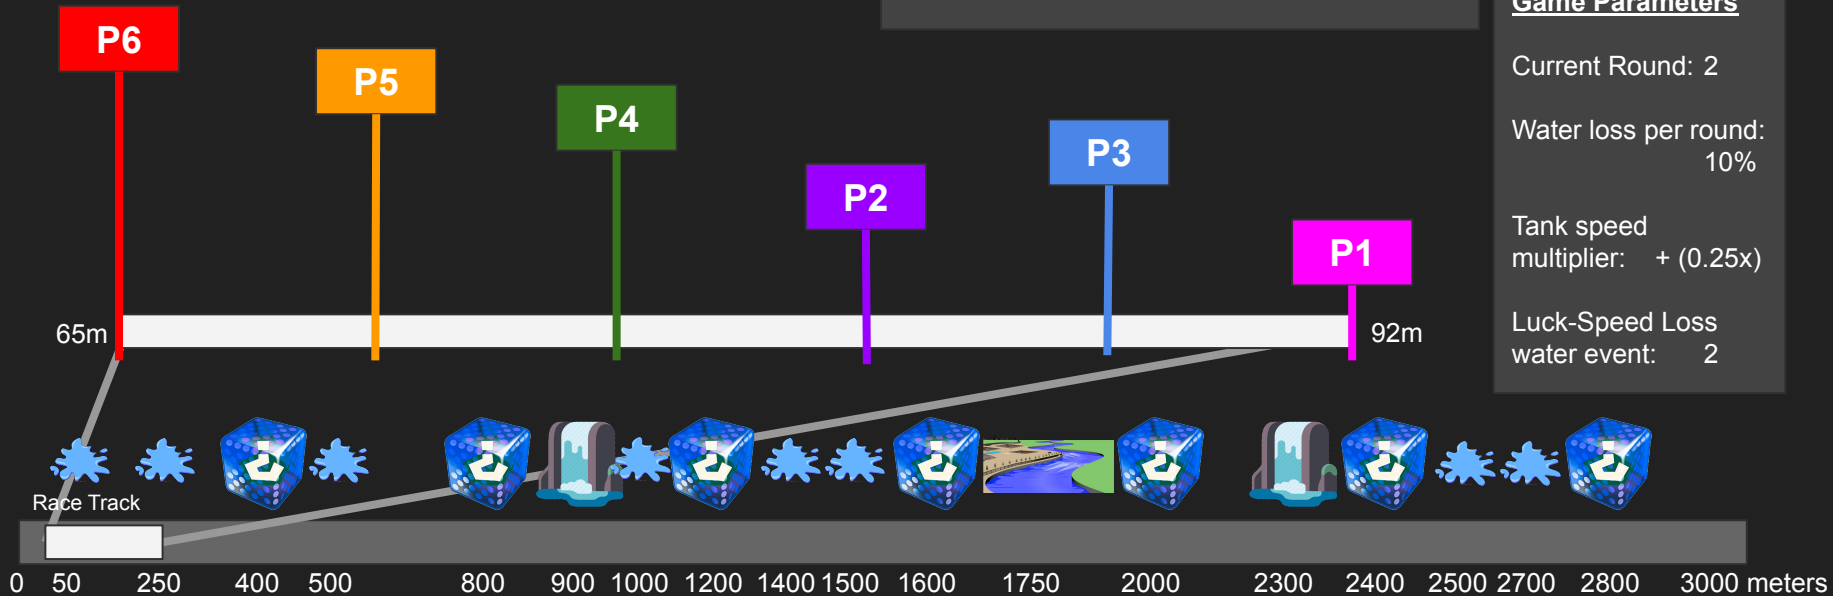 Game Parameters
Current Round: 2
Water loss per round:
10%
Tank speed
multiplier: + (0.25x)
Luck-Speed Loss
water event: 2
P6
P5
P4
P2
P3
P1
65m
92m
Race Track
0 50 250 400 500 800 900 1000 1200 1400 1500 1600 1750 2000 2300 2400 2500 2700 2800 3000 meters